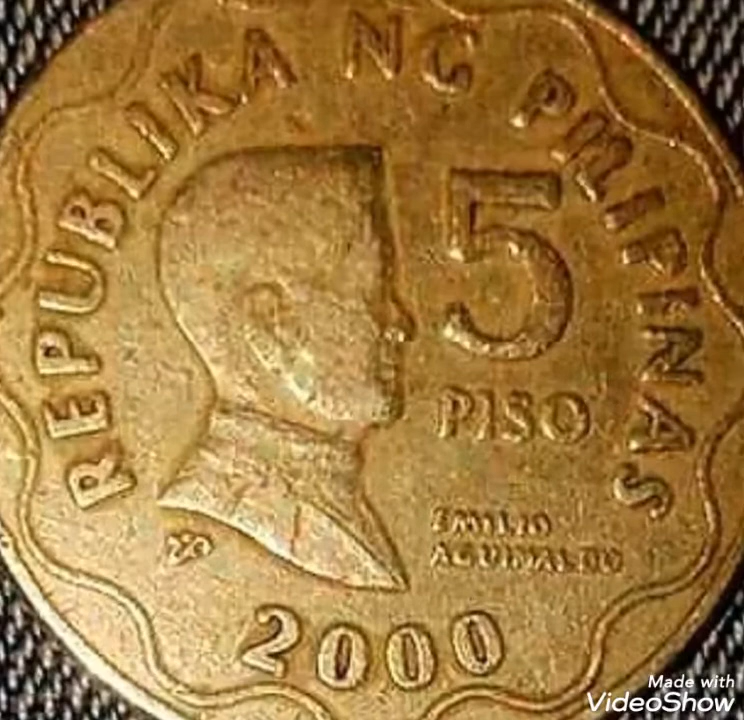 REPUBLIKA NG PILIPINAS
5
PISO
EMILIO
AGUINALDO
2000
Made with
VideoShow